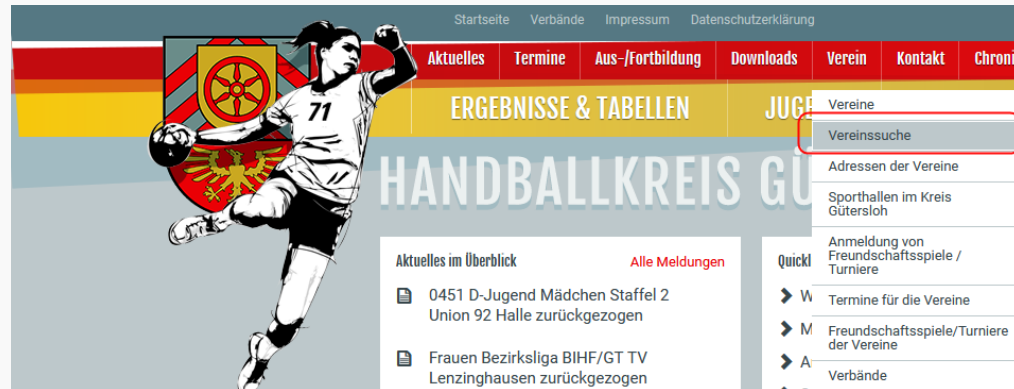 Startseite Verbände Impressum Datenschutzerklärung
Aktuelles Termine Aus-/Fortbildung Downloads Verein Kontakt
ERGEBNISSE & TABELLEN
71
HANDBALLKREIS
Vereine
Vereinssuche
Adressen der Vereine
Sporthallen im Kreis
Gütersloh
Anmeldung von
Freundschaftsspiele /
Turniere
Termine für die Vereine
Freundschaftsspiele/Turniere
der Vereine
Verbände
Aktuelles im Überblick Alle Meldungen
0451 D-Jugend Mädchen Staffel 2
Union 92 Halle zurückgezogen
Frauen Bezirksliga BIHF/GT TV
Lenzinghausen zurückgezogen